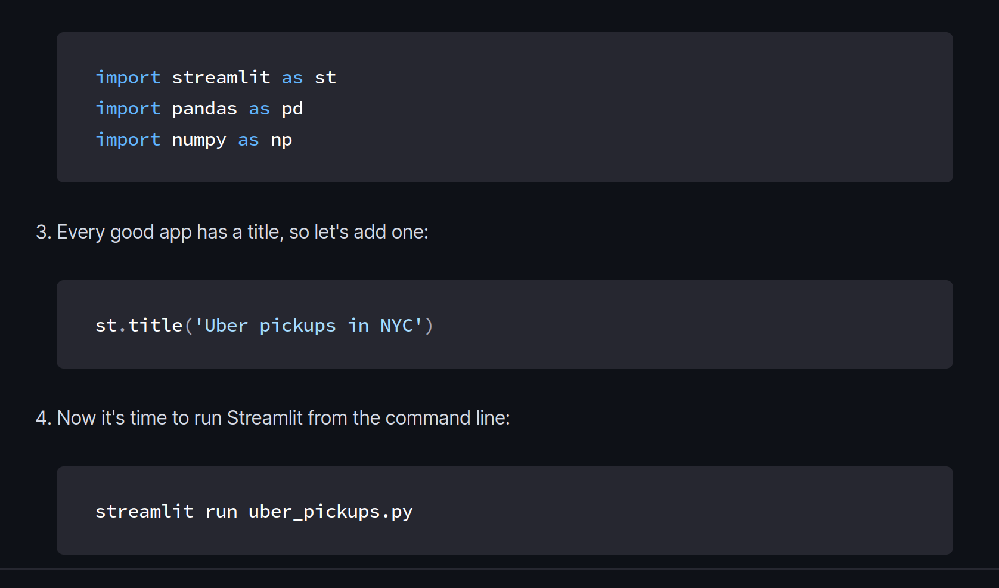 import streamlit as st
import pandas as pd
import numpy as np
3. Every good app has a title, so let's add one:
st.title('Uber pickups in NYC')
4. Now it's time to run Streamlit from the command line:
streamlit run uber_pickups.py